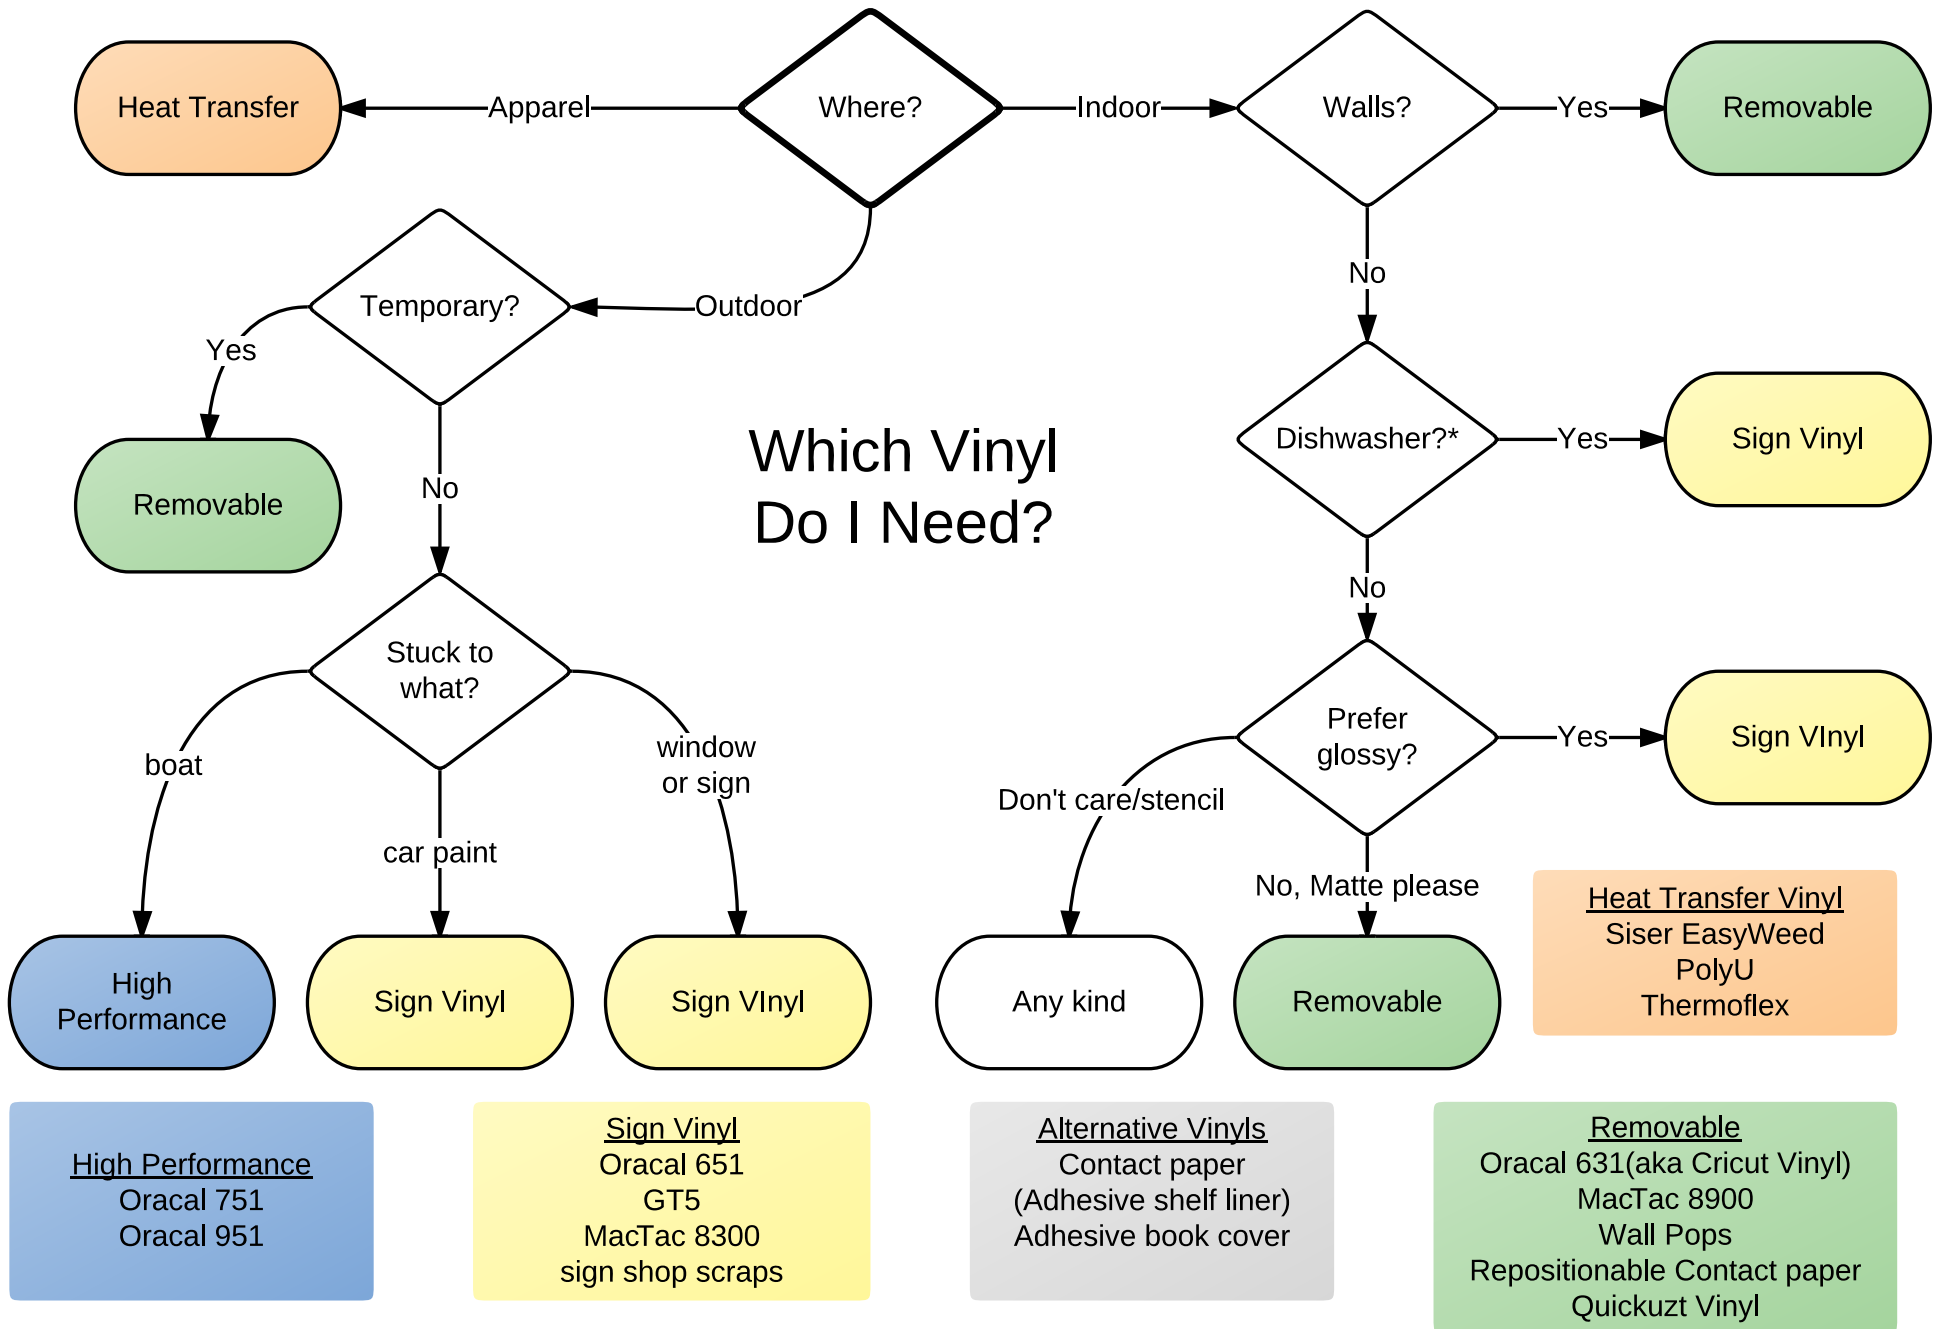 Heat Transfer
Apparel
Where?
Indoor
Walls?
Yes
Removable
Temporary?
Outdoor
No
Yes
Removable
No
Which Vinyl
Do I Need?
Dishwasher?*
Yes
Sign Vinyl
No
Stuck to
what?
boat
car paint
window
or sign
Prefer
glossy?
Yes
Sign VInyl
Don't care/stencil
No, Matte please
High
Performance
Sign Vinyl
Sign VInyl
Any kind
Removable
Heat Transfer Vinyl
Siser EasyWeed
PolyU
Thermoflex
High Performance
Oracal 751
Oracal 951
Sign Vinyl
Oracal 651
GT5
MacTac 8300
sign shop scraps
Alternative Vinyls
Contact paper
(Adhesive shelf liner)
Adhesive book cover
Removable
Oracal 631(aka Cricut Vinyl)
MacTac 8900
Wall Pops
Repositionable Contact paper
Quickuzt Vinyl